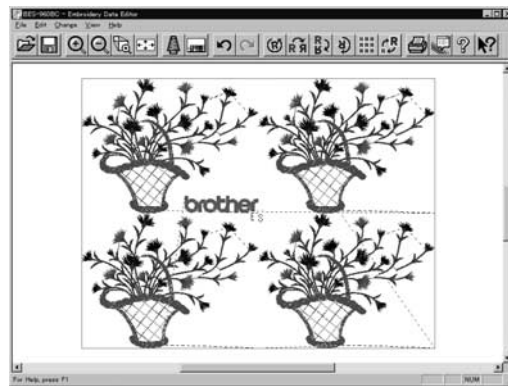 BES-960BC - Embroidery Data Editor
File Edit Change View Help
brother
E S
For Help, press F1
NUM